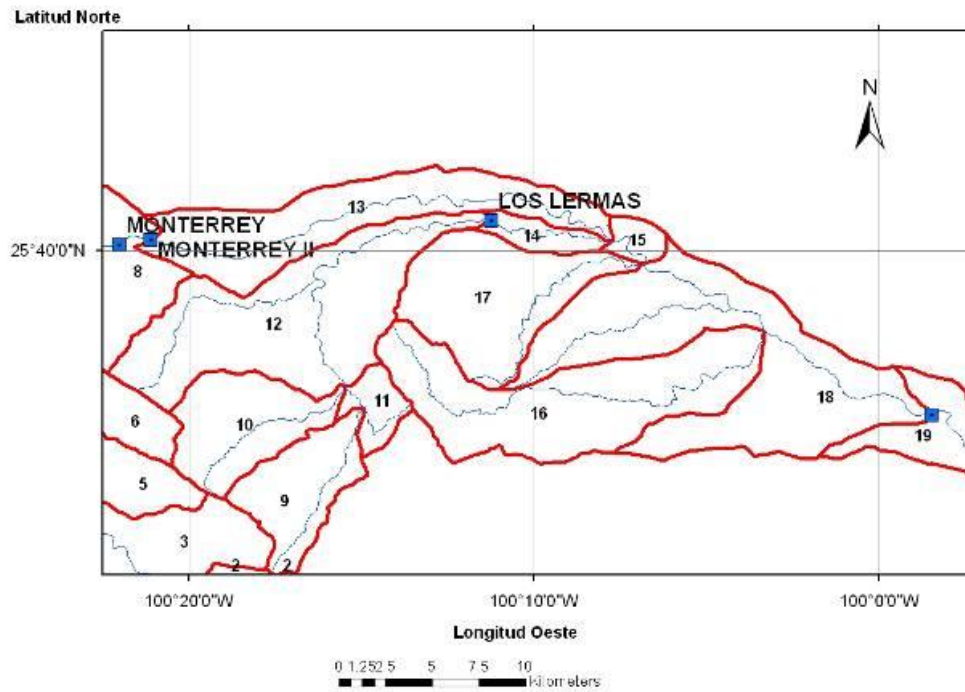 Latitud Norte
N
13
LOS LERMAS
MONTERREY
14
15
MONTERREY II
25°40'0"N
8
17
12
11
18
16
6
10
19
5
9
3
2
2
100°20'0"W
100°10'0"W
100°0'0"W
Longitud Oeste
0 1.252.5 5 7.5 10
Kilometers